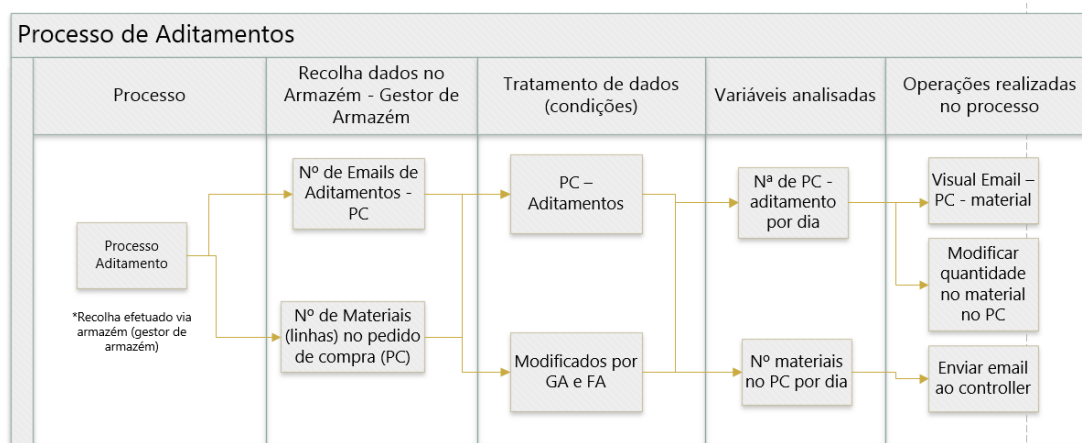 Processo de Aditamentos
Processo
Recolha dados no
Armazém - Gestor de
Armazém
Tratamento de dados
(condições)
Variáveis analisadas
Operações realizadas
no processo
Processo
Aditamento
*Recolha efetuado via
armazém (gestor de
armazém)
Nº de Emails de
Aditamentos -
PC
Nº de Materiais
(linhas) no pedido
de compra (PC)
PC –
Aditamentos
Modificados por
GA e FA
Nª de PC -
aditamento
por dia
Nº materiais
no PC por dia
Visual Email –
PC - material
Modificar
quantidade
no material
no PC
Enviar email
ao controller